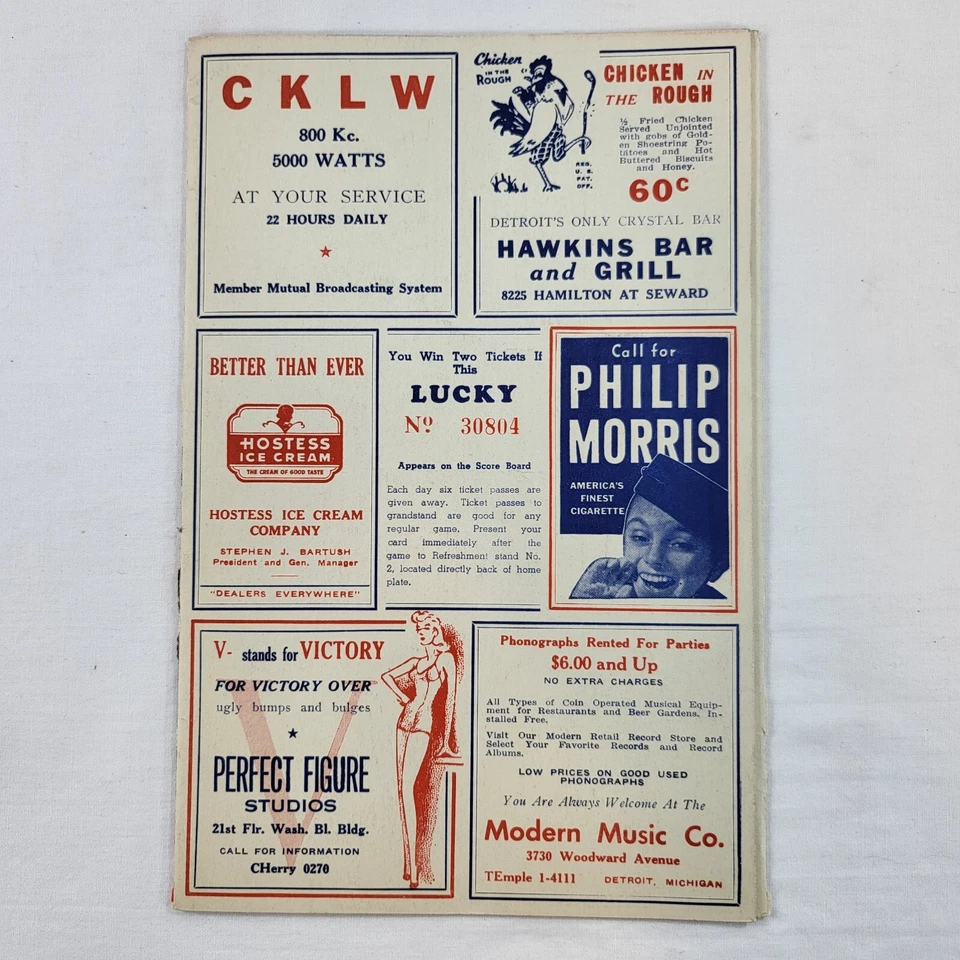 CKLW
800 Kc.
5000 WATTS
AT YOUR SERVICE
22 HOURS DAILY
Member Mutual Broadcasting System
Chicken
IN THE
ROUGH
REG.
U. S.
PAT.
OFF.
CHICKEN IN
THE ROUGH
½ Fried Chicken
Served Unjointed
with gobs of Gold-
en Shoestring Po-
tatoes and Hot
Buttered Biscuits
and Honey.
60c
DETROIT'S ONLY CRYSTAL BAR
HAWKINS BAR
and GRILL
8225 HAMILTON AT SEWARD
BETTER THAN EVER
HOSTESS
ICE CREAM
THE CREAM OF GOOD TASTE
HOSTESS ICE CREAM
COMPANY
STEPHEN J. BARTUSH
President and Gen. Manager
"DEALERS EVERYWHERE"
You Win Two Tickets If
This
LUCKY
Nº 30804
Appears on the Score Board
Each day six ticket passes are
given away. Ticket passes to
grandstand are good for any
regular game. Present your
card immediately after the
game to Refreshment stand No.
2, located directly back of home
plate.
Call for
PHILIP
MORRIS
AMERICA'S
FINEST
CIGARETTE
V- stands for VICTORY
FOR VICTORY OVER
ugly bumps and bulges
PERFECT FIGURE
STUDIOS
21st Flr. Wash. Bl. Bldg.
CALL FOR INFORMATION
CHerry 0270
Phonographs Rented For Parties
$6.00 and Up
NO EXTRA CHARGES
All Types of Coin Operated Musical Equip-
ment for Restaurants and Beer Gardens, In-
stalled Free.
Visit Our Modern Retail Record Store and
Select Your Favorite Records and Record
Albums.
LOW PRICES ON GOOD USED
PHONOGRAPHS
You Are Always Welcome At The
Modern Music Co.
3730 Woodward Avenue
TEmple 1-4111 DETROIT, MICHIGAN